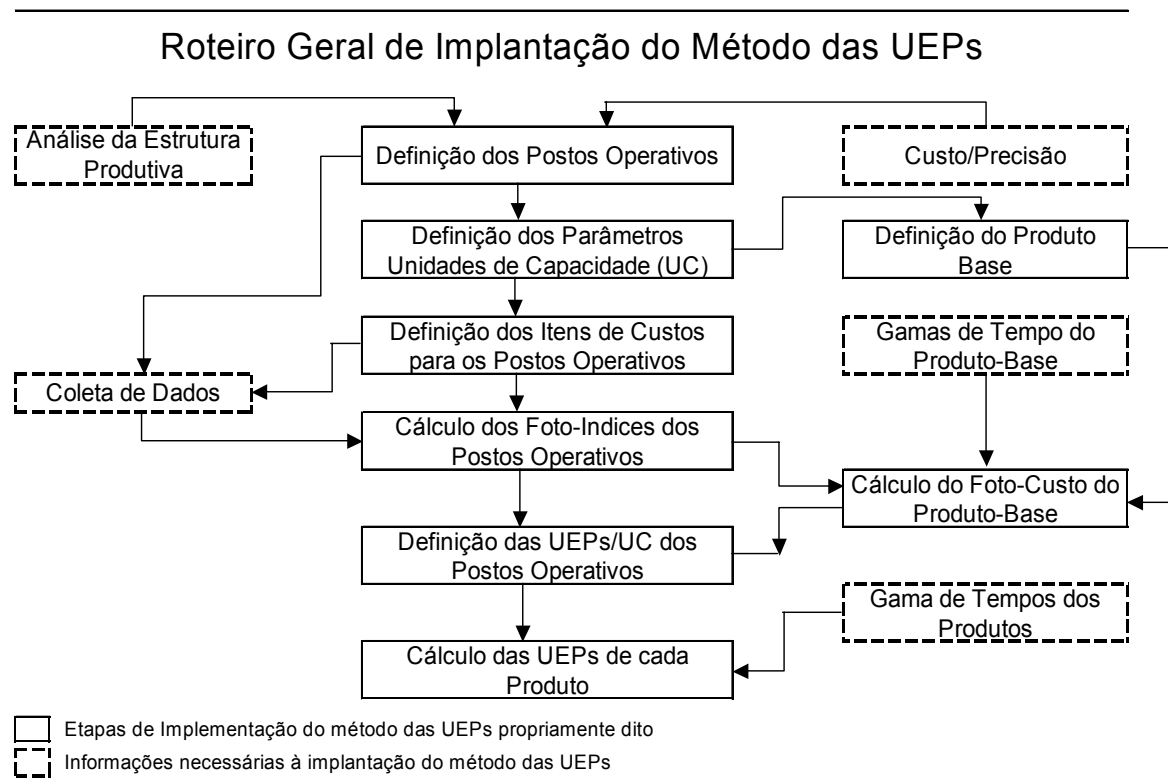 Roteiro Geral de Implantação do Método das UEPs
Análise da Estrutura
Produtiva
Definição dos Postos Operativos
Custo/Precisão
Definição dos Parâmetros
Unidades de Capacidade (UC)
Definição do Produto
Base
Definição dos Itens de Custos
para os Postos Operativos
Gamas de Tempo do
Produto-Base
Coleta de Dados
Cálculo dos Foto-Indices dos
Postos Operativos
Cálculo do Foto-Custo do
Produto-Base
Definição das UEPs/UC dos
Postos Operativos
Gama de Tempos dos
Produtos
Cálculo das UEPs de cada
Produto
Etapas de Implementação do método das UEPs propriamente dito
Informações necessárias à implantação do método das UEPs